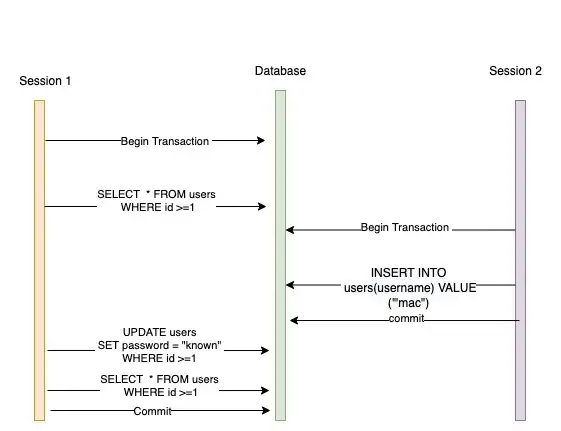 Session 1
Database
Session 2
Begin Transaction
SELECT * FROM users
WHERE id >=1
Begin Transaction
INSERT INTO
users(username) VALUE
("'mac")
commit
UPDATE users
SET password = "known"
WHERE id >=1
SELECT * FROM users
WHERE id >=1
Commit